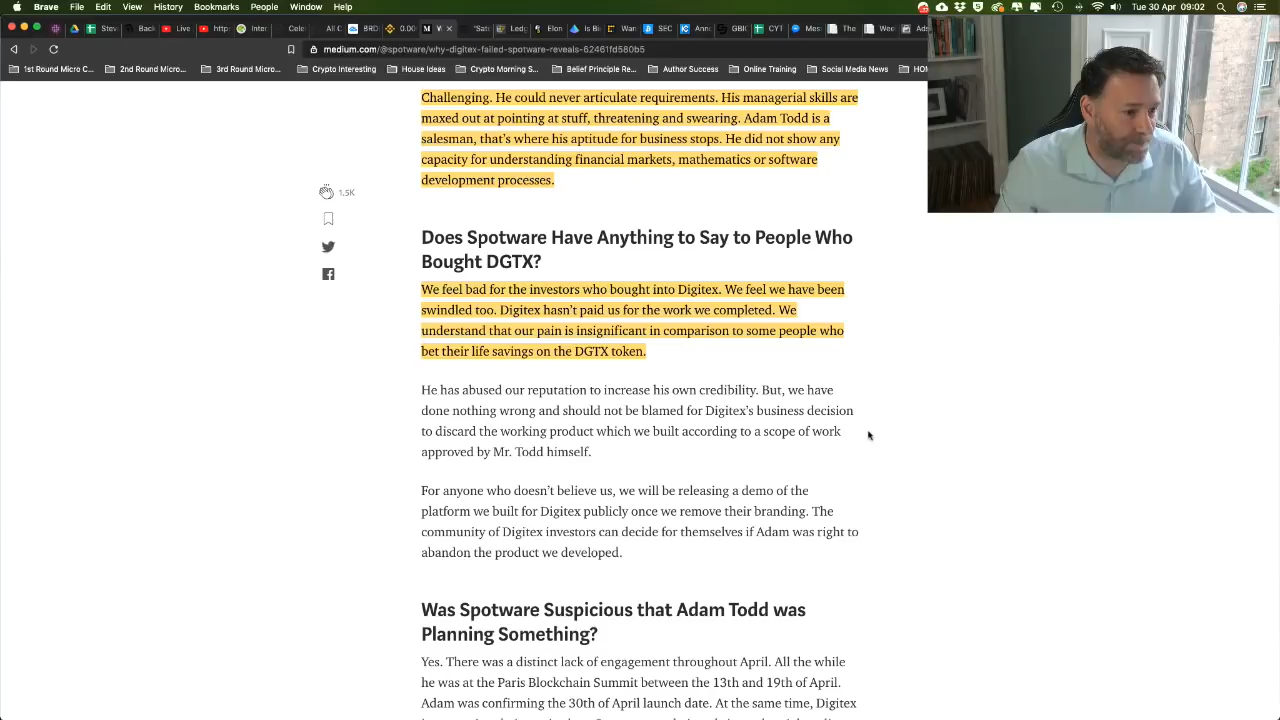 Brave File Edit View History Bookmarks People Window Help
Tue 30 Apr 09:02
medium.com/@spotware/why-digitex-failed-spotware-reveals-62461fd580b5
1st Round Micro C... 2nd Round Micro... 3rd Round Micro... Crypto Interesting House Ideas Crypto Morning S... Belief Principle Re... Author Success Online Training Social Media News
Challenging. He could never articulate requirements. His managerial skills are
maxed out at pointing at stuff, threatening and swearing. Adam Todd is a
salesman, that's where his aptitude for business stops. He did not show any
capacity for understanding financial markets, mathematics or software
development processes.
1.5K
Does Spotware Have Anything to Say to People Who
Bought DGTX?
We feel bad for the investors who bought into Digitex. We feel we have been
swindled too. Digitex hasn't paid us for the work we completed. We
understand that our pain is insignificant in comparison to some people who
bet their life savings on the DGTX token.
He has abused our reputation to increase his own credibility. But, we have
done nothing wrong and should not be blamed for Digitex's business decision
to discard the working product which we built according to a scope of work
approved by Mr. Todd himself.
For anyone who doesn't believe us, we will be releasing a demo of the
platform we built for Digitex publicly once we remove their branding. The
community of Digitex investors can decide for themselves if Adam was right to
abandon the product we developed.
Was Spotware Suspicious that Adam Todd was
Planning Something?
Yes. There was a distinct lack of engagement throughout April. All the while
he was at the Paris Blockchain Summit between the 13th and 19th of April.
Adam was confirming the 30th of April launch date. At the same time, Digitex